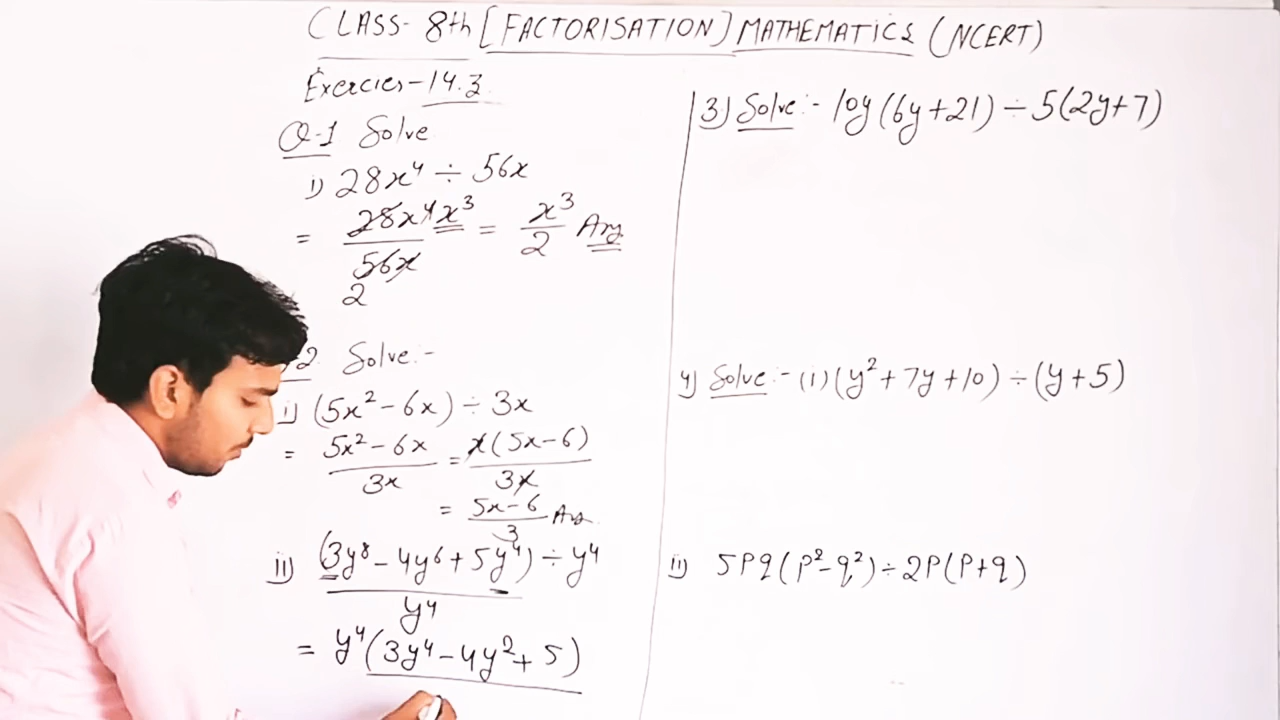 CLASS- 8th [FACTORISATION] MATHEMATICS (NCERT)
Exercies-14.3
Q-1 Solve
i) 28x⁴ ÷ 56x
= 28x⁴ x³ / 56x = x³/2 Ans
2
-2 Solve:-
i) (5x² - 6x) ÷ 3x
= 5x² - 6x / 3x = x(5x-6) / 3x
= 5x-6 / 3 Ans
ii) (3y⁸ - 4y⁶ + 5y⁴) ÷ y⁴
y⁴
= y⁴(3y⁴ - 4y² + 5)
3) Solve:- 10y(6y+21) ÷ 5(2y+7)
4) Solve:- (i) (y² + 7y + 10) ÷ (y + 5)
ii) 5Pq(P²-q²) ÷ 2P(P+q)